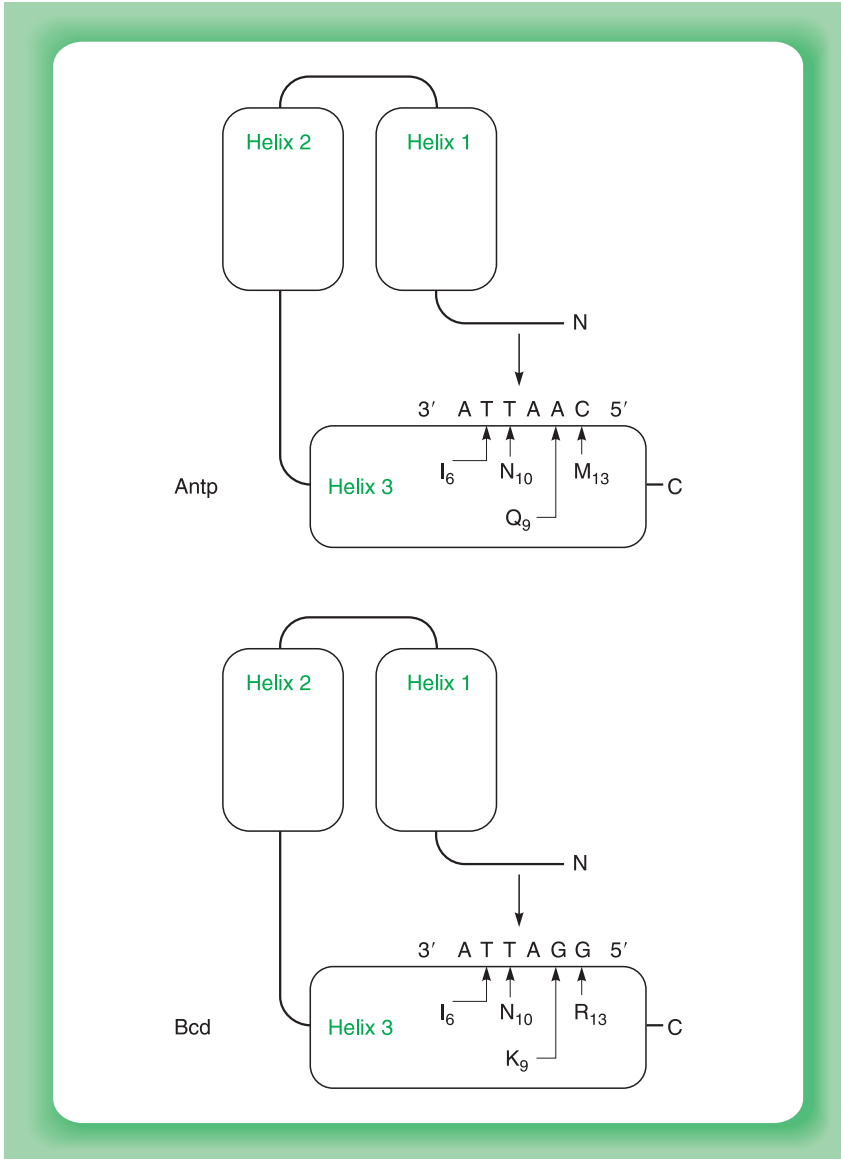 Helix 2 Helix 1
N
3′ A T T A A C 5′
I₆ N₁₀ M₁₃
Antp Helix 3 C
Q₉
Helix 2 Helix 1
N
3′ A T T A G G 5′
I₆ N₁₀ R₁₃
Bcd Helix 3 C
K₉